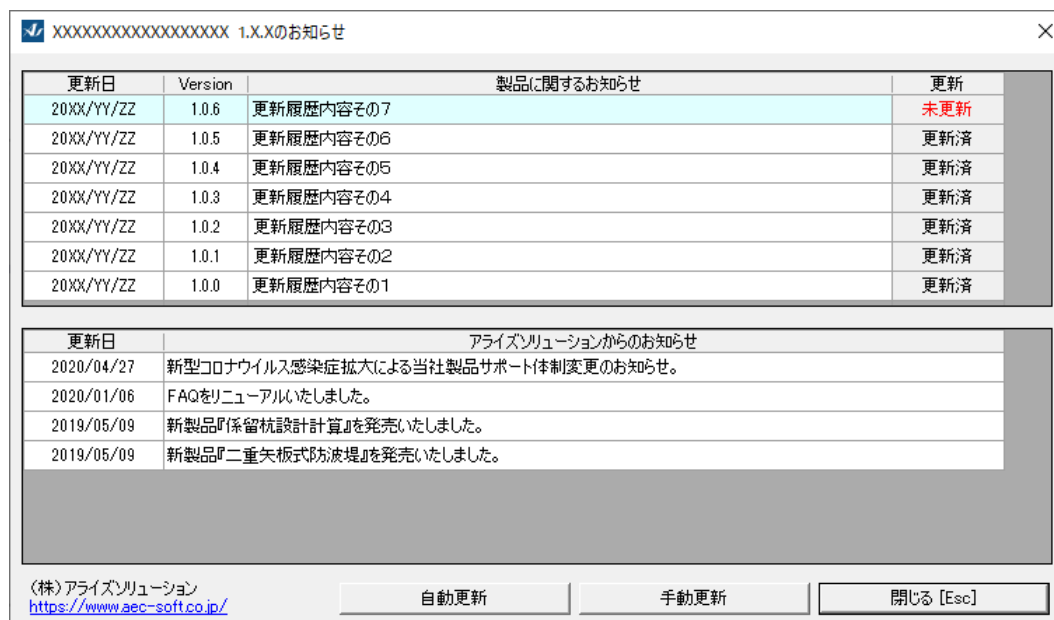 XXXXXXXXXXXXXXXXXX 1.X.Xのお知らせ
更新日 Version 製品に関するお知らせ 更新
20XX/YY/ZZ 1.0.6 更新履歴内容その7 未更新
20XX/YY/ZZ 1.0.5 更新履歴内容その6 更新済
20XX/YY/ZZ 1.0.4 更新履歴内容その5 更新済
20XX/YY/ZZ 1.0.3 更新履歴内容その4 更新済
20XX/YY/ZZ 1.0.2 更新履歴内容その3 更新済
20XX/YY/ZZ 1.0.1 更新履歴内容その2 更新済
20XX/YY/ZZ 1.0.0 更新履歴内容その1 更新済
更新日 アライズソリューションからのお知らせ
2020/04/27 新型コロナウイルス感染症拡大による当社製品サポート体制変更のお知らせ。
2020/01/06 FAQをリニューアルいたしました。
2019/05/09 新製品『係留杭設計計算』を発売いたしました。
2019/05/09 新製品『二重矢板式防波堤』を発売いたしました。
(株)アライズソリューション
https://www.aec-soft.co.jp/
自動更新 手動更新 閉じる [Esc]